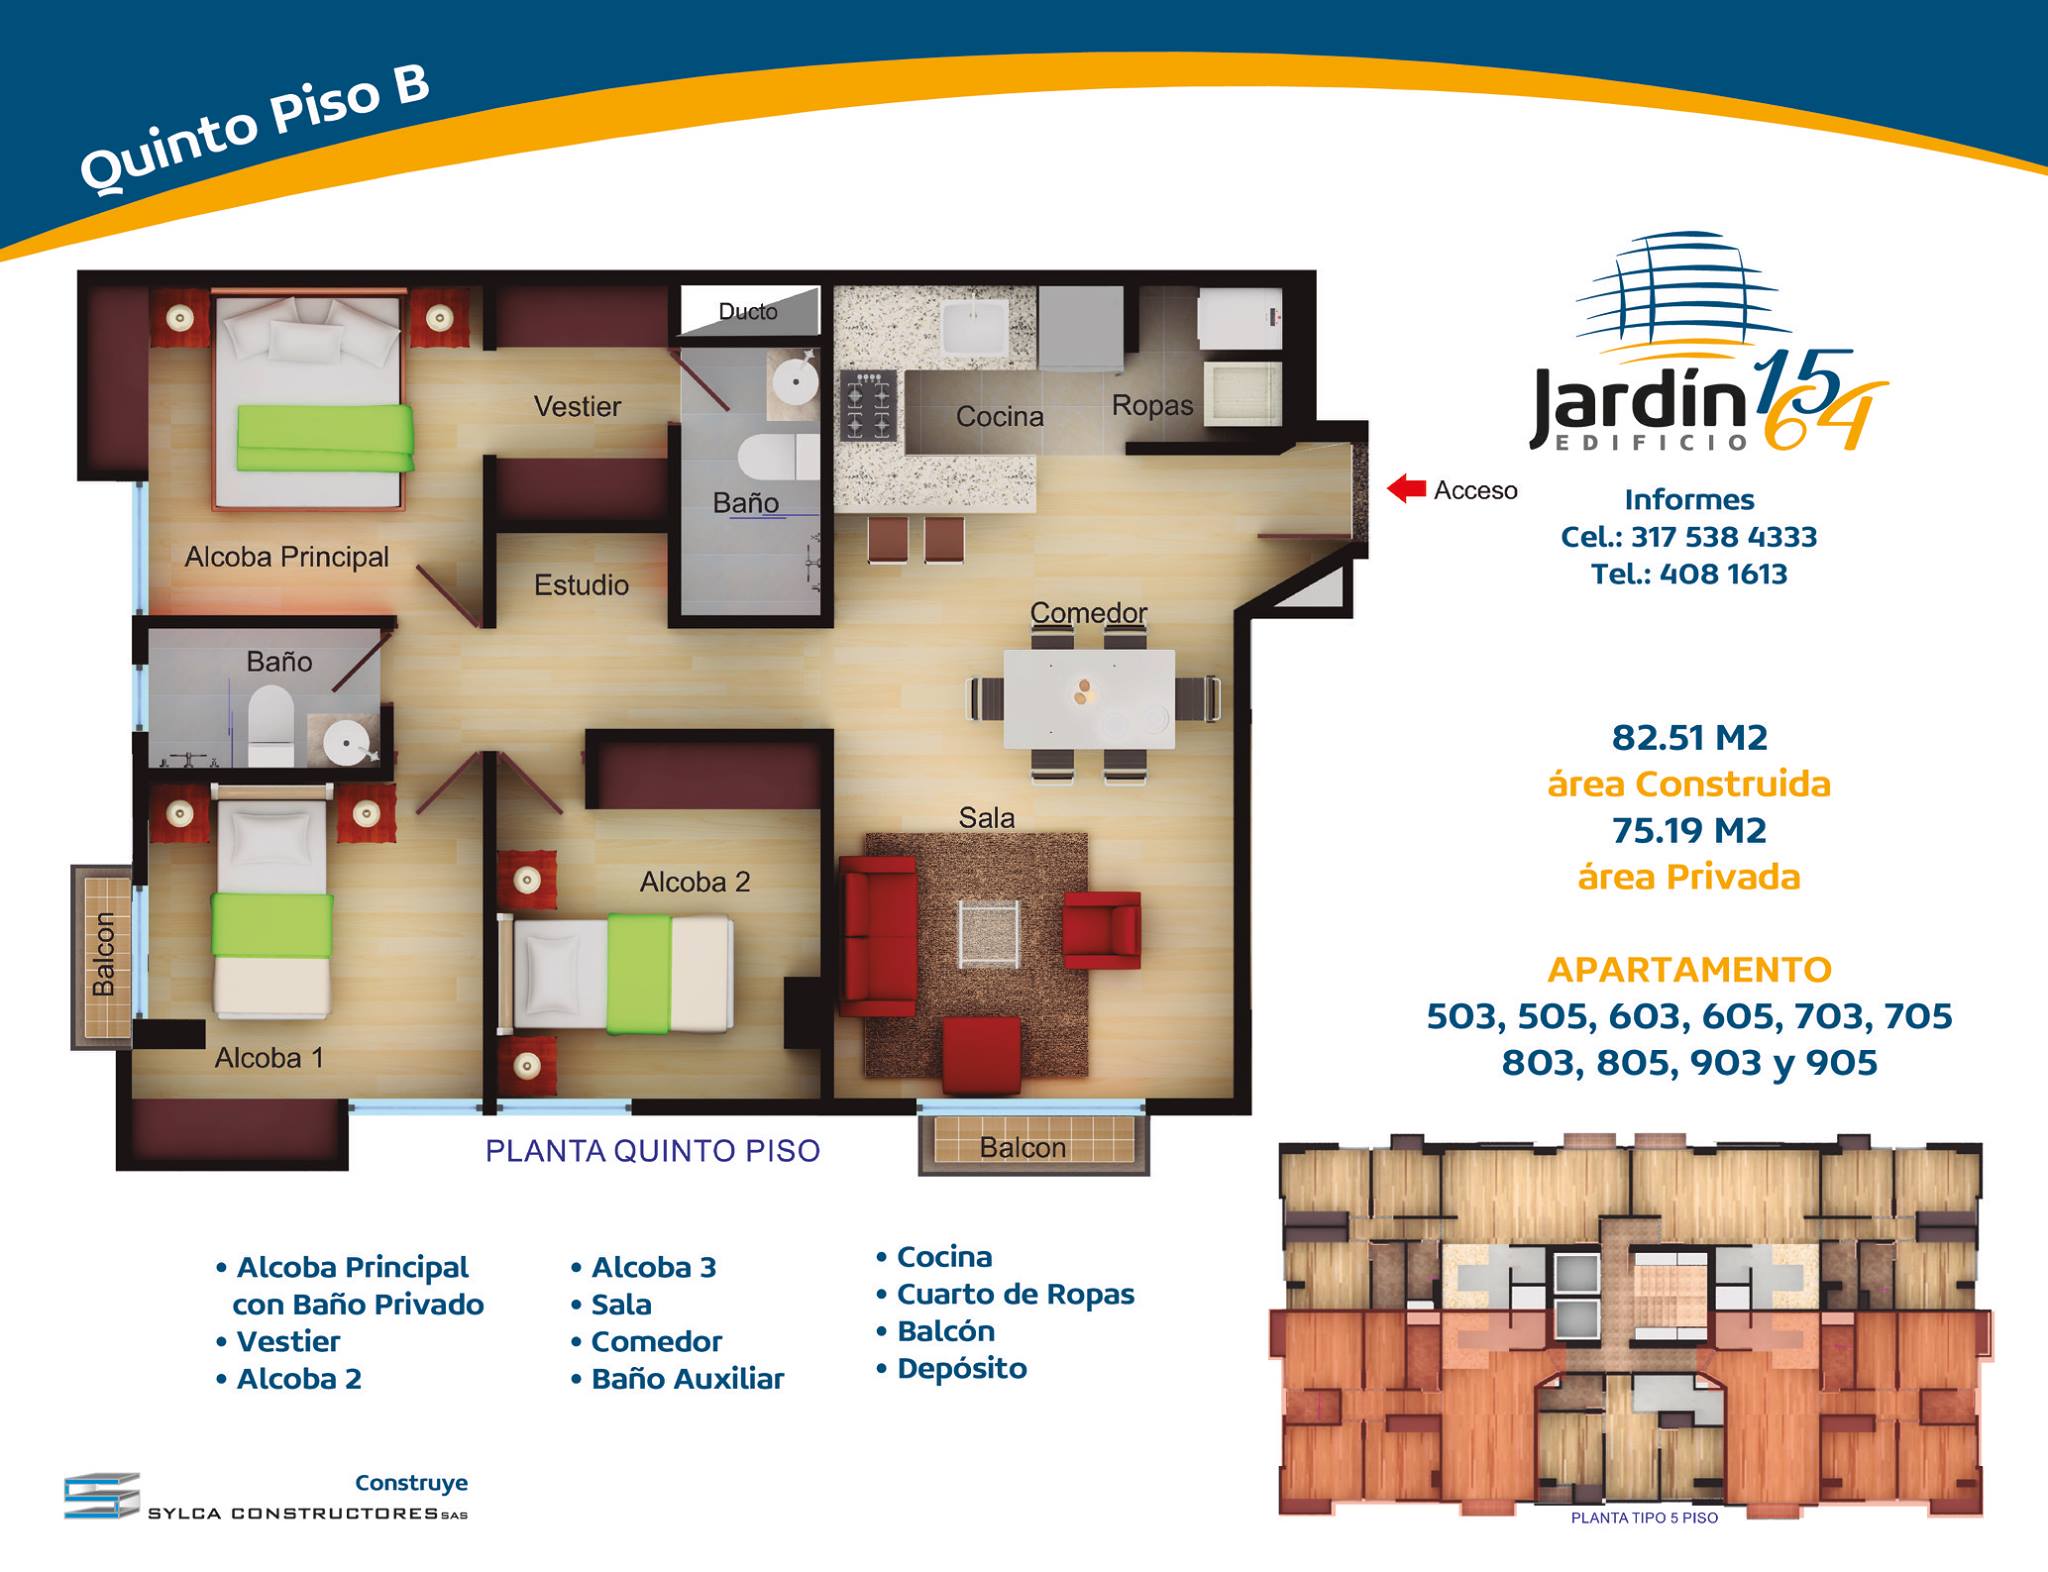 Quinto Piso B
Ducto
Vestier
Cocina
Ropas
Baño
Acceso
Alcoba Principal
Estudio
Comedor
Baño
Sala
Alcoba 2
Balcon
Alcoba 1
PLANTA QUINTO PISO
Balcon
Jardín 1564
EDIFICIO
Informes
Cel.: 317 538 4333
Tel.: 408 1613
82.51 M2
área Construida
75.19 M2
área Privada
APARTAMENTO
503, 505, 603, 605, 703, 705
803, 805, 903 y 905
• Alcoba Principal
con Baño Privado
• Vestier
• Alcoba 2
• Alcoba 3
• Sala
• Comedor
• Baño Auxiliar
• Cocina
• Cuarto de Ropas
• Balcón
• Depósito
PLANTA TIPO 5 PISO
Construye
SYLCA CONSTRUCTORES SAS